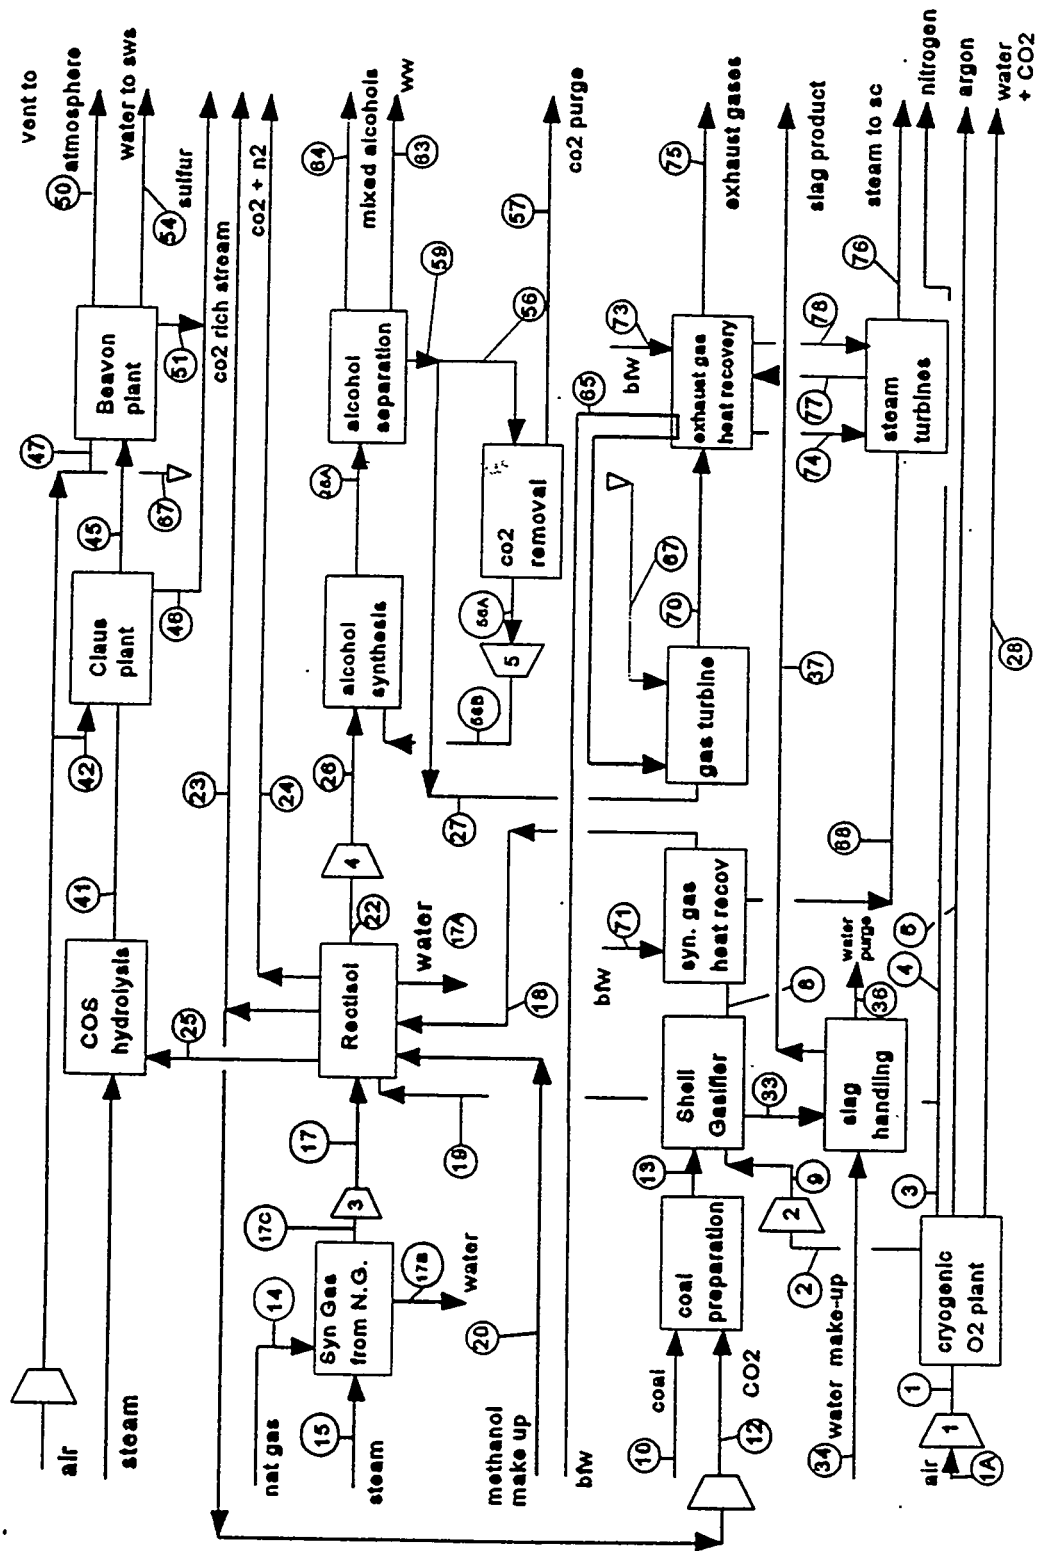 Vent to
atmosphere
50
water to sws
54
sulfur
co2 rich stream
co2 + n2
47
Beavon
plant
51
67
45
Claus
plant
46
42
41
COS
hydrolysis
25
air
steam
23
24
64
mixed alcohols
63
ww
alcohol
separation
59
56
57
co2 purge
26A
alcohol
synthesis
co2
removal
56A
5
56B
26
4
22
27
Rectisol
water
17A
18
17
19
3
17C
Syn Gas
from N.G.
17B
water
14
nat gas
15
steam
20
methanol
make up
bfw
75
exhaust gases
slag product
73
bfw
65
exhaust gas
heat recovery
78
77
74
76
steam to sc
nitrogen
argon
water
+ CO2
steam
turbines
67
70
gas turbine
37
28
68
syn. gas
heat recov
71
bfw
8
water
purge
36
5
4
Shell
Gasifier
33
slag
handling
13
9
3
coal
preparation
2
2
coal
10
CO2
12
34
water make-up
cryogenic
O2 plant
1
1
air
1A